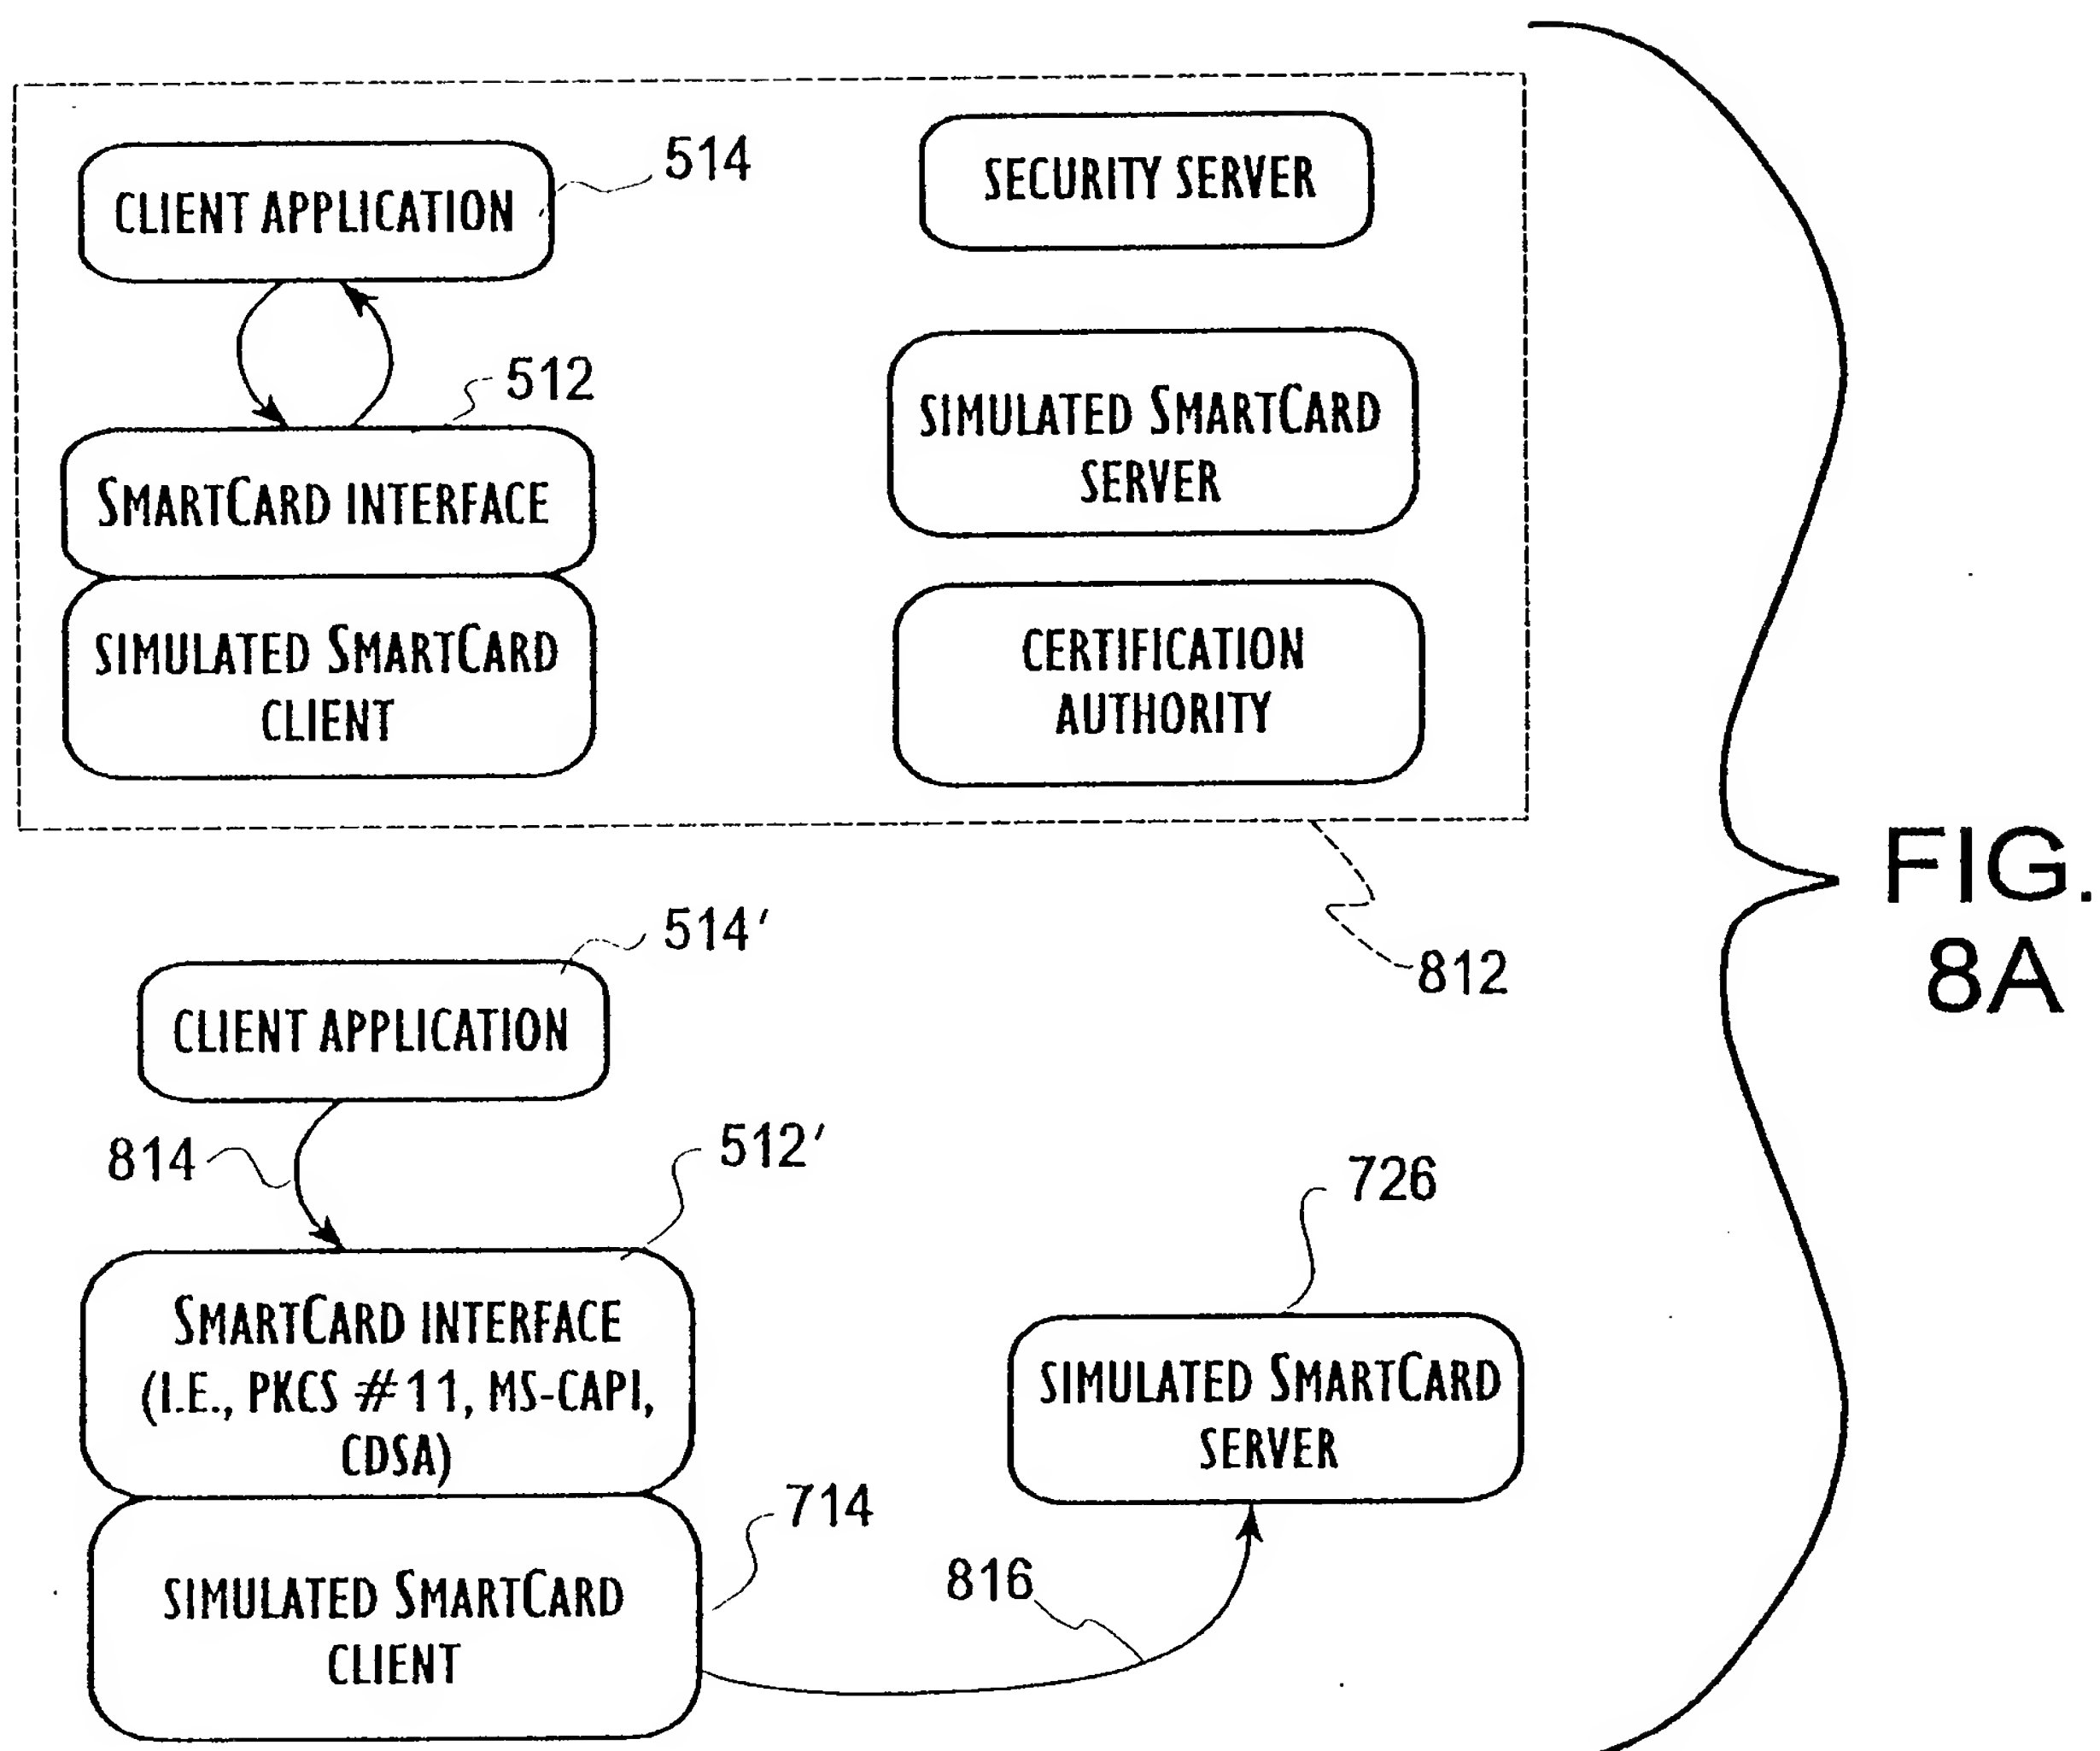 CLIENT APPLICATION
514
SECURITY SERVER
512
SMARTCARD INTERFACE
SIMULATED SMARTCARD
SERVER
SIMULATED SMARTCARD
CLIENT
CERTIFICATION
AUTHORITY
812
FIG.
8A
514'
CLIENT APPLICATION
814
512'
726
SMARTCARD INTERFACE
(I.E., PKCS #11, MS-CAPI,
CDSA)
SIMULATED SMARTCARD
SERVER
714
SIMULATED SMARTCARD
CLIENT
816